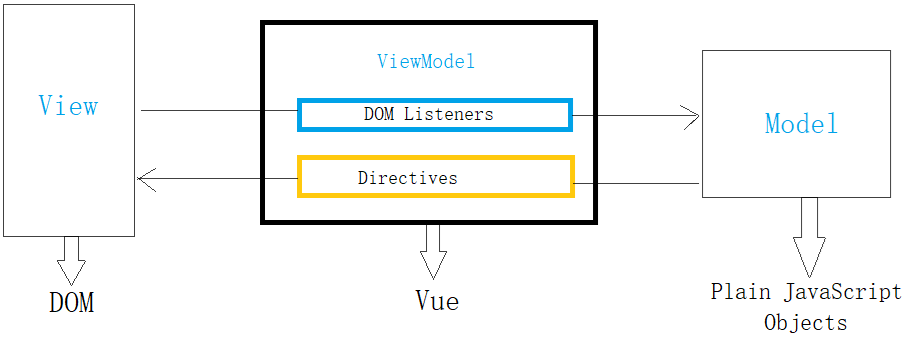 View
ViewModel
DOM Listeners
Directives
Model
DOM
Vue
Plain JavaScript
Objects